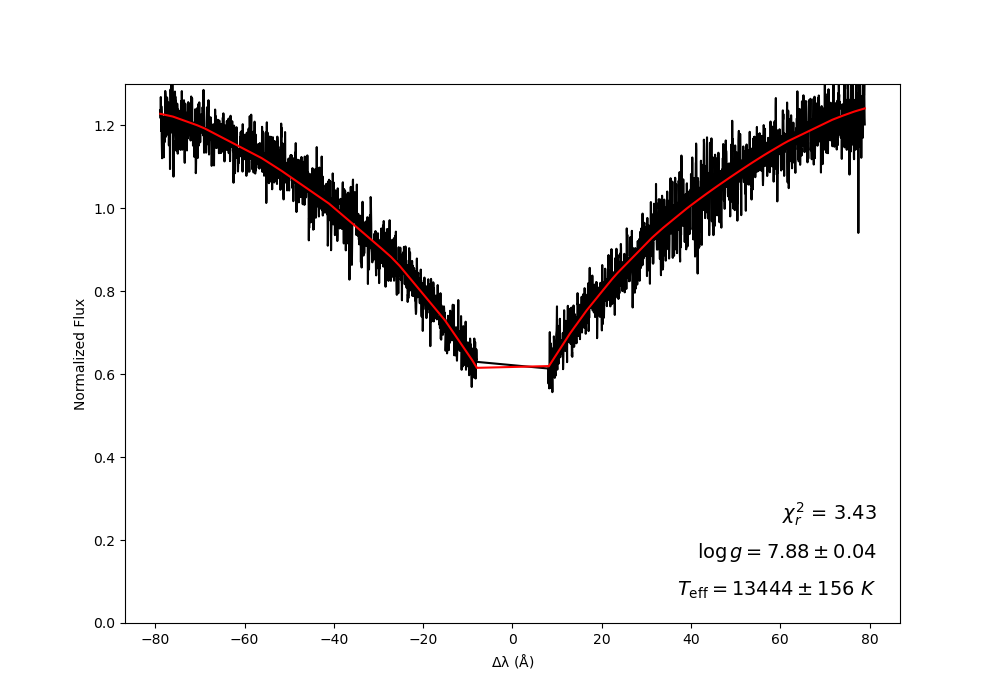 1.2
1.0
0.8
0.6
0.4
0.2
0.0
Normalized Flux
χ²ᵣ = 3.43
log g = 7.88 ± 0.04
T_eff = 13444 ± 156 K
−80 −60 −40 −20 0 20 40 60 80
Δλ (Å)